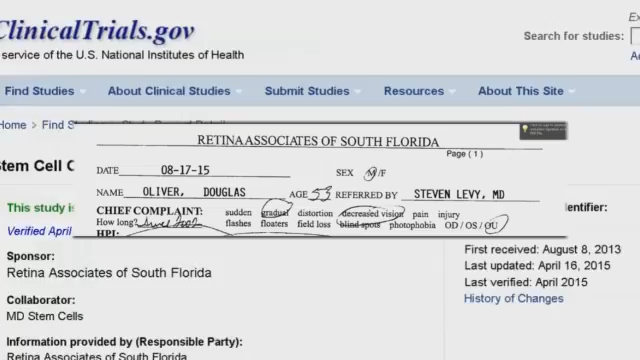 ClinicalTrials.gov
service of the U.S. National Institutes of Health
Search for studies:
Find Studies About Clinical Studies Submit Studies Resources About This Site
Home > Find
RETINA ASSOCIATES OF SOUTH FLORIDA
Page ( 1 )
DATE 08-17-15 SEX M/F
NAME OLIVER, DOUGLAS AGE 53 REFERRED BY STEVEN LEVY, MD
CHIEF COMPLAINT: sudden gradual distortion decreased vision pain injury
How long? flashes floaters field loss blind spots photophobia OD / OS / OU
HPI:
Stem Cell
This study is
Verified April
entifier:
First received: August 8, 2013
Last updated: April 16, 2015
Last verified: April 2015
History of Changes
Sponsor:
Retina Associates of South Florida
Collaborator:
MD Stem Cells
Information provided by (Responsible Party):
Retina Associates of South Florida